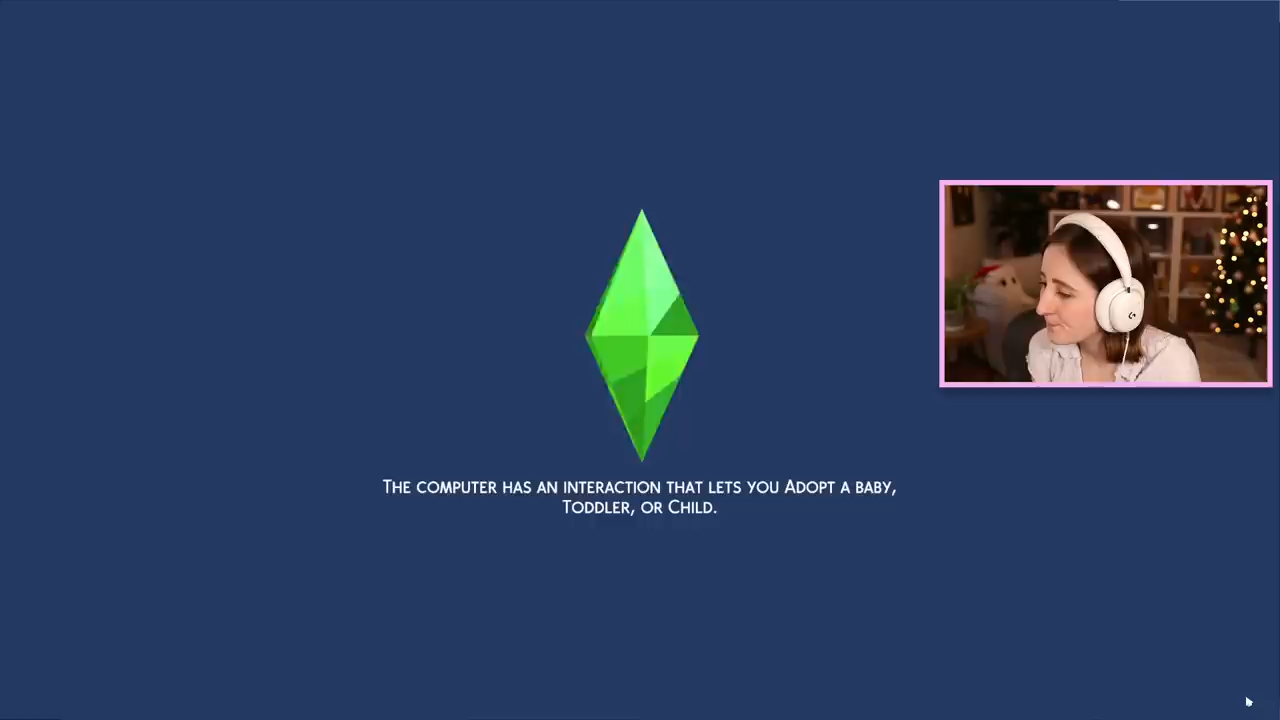 The computer has an interaction that lets you Adopt a baby,
Toddler, or Child.